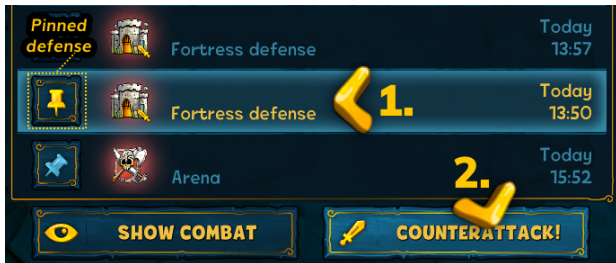 Pinned
defense
Fortress defense
Today
13:57
Fortress defense
1.
Today
13:50
Arena
2.
Today
15:52
SHOW COMBAT
COUNTERATTACK!